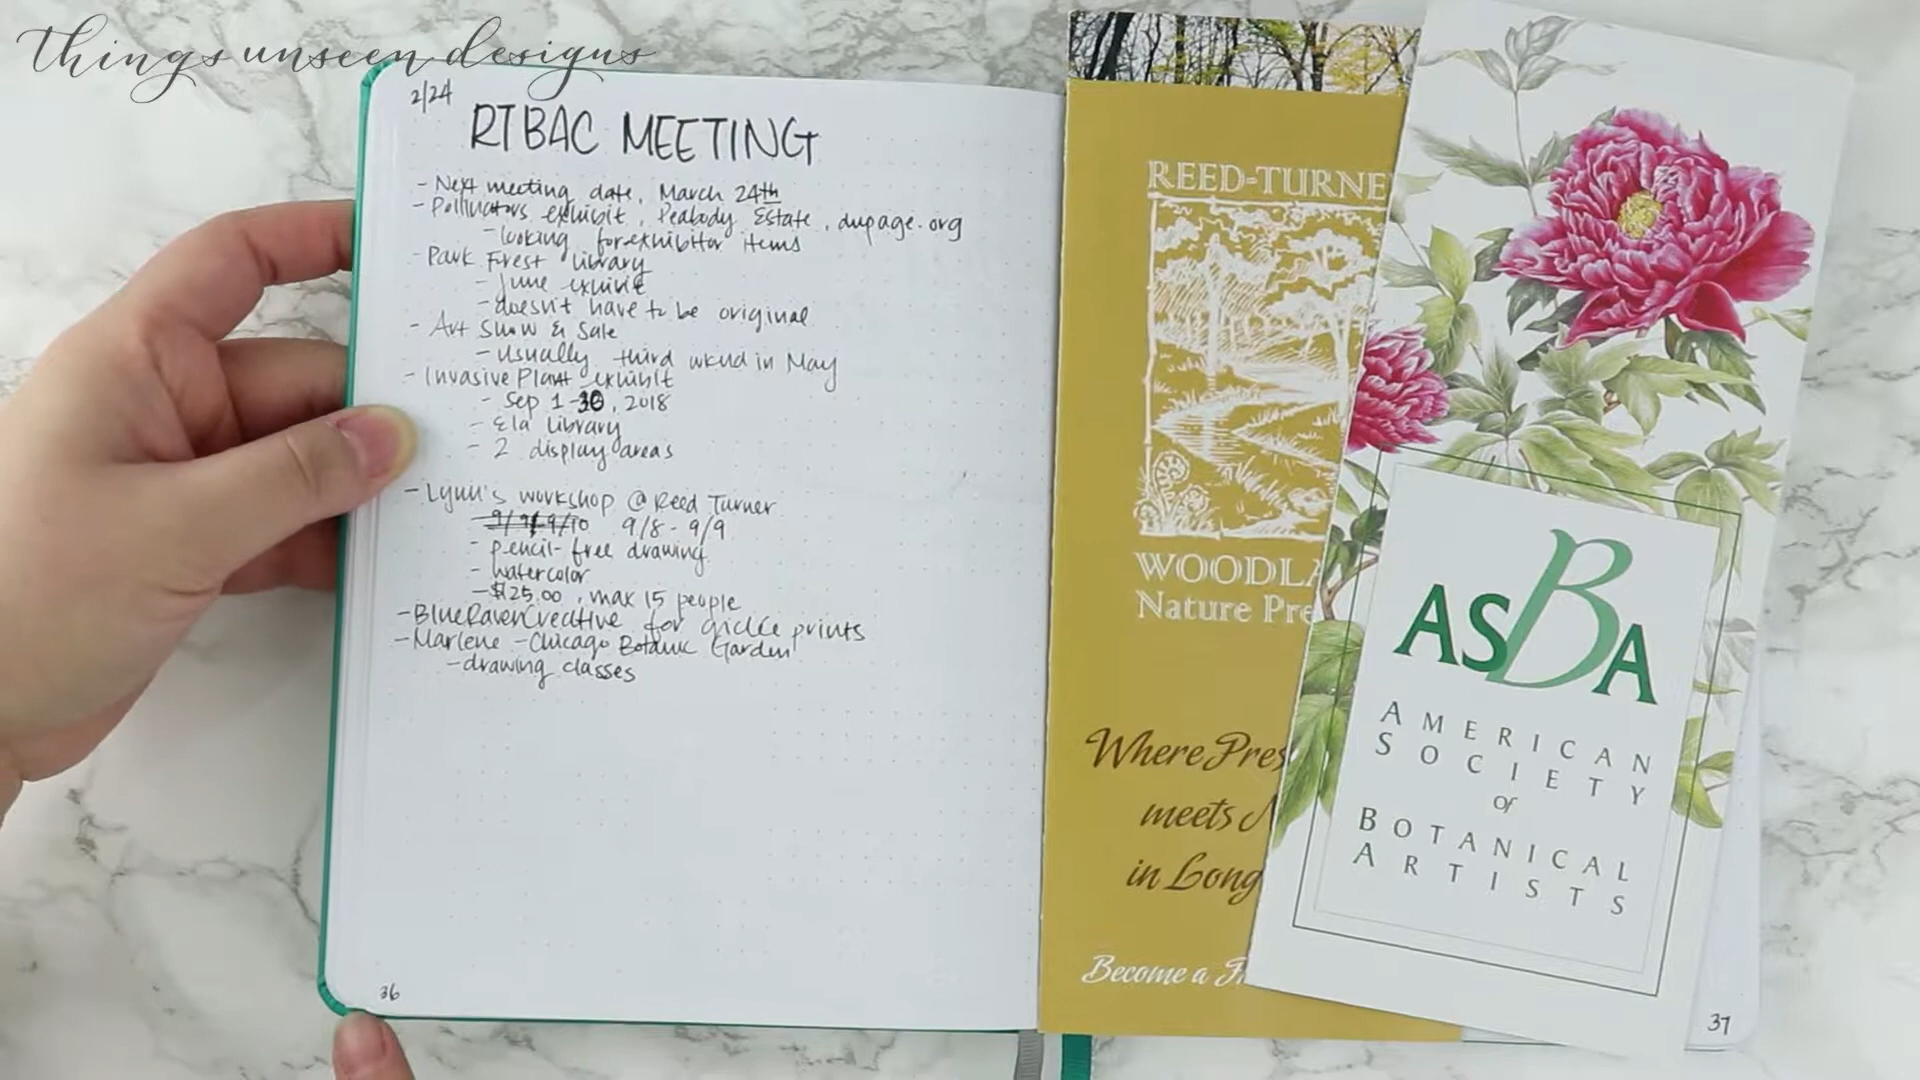 things unseen designs
2/24
RTBAC MEETING
- Next meeting date, March 24th
- Pollinators exhibit, Peabody Estate, dupage.org
- looking for exhibitor items
- Park Forest Library
- June exhibit
- doesn't have to be original
- Art Show & Sale
- usually third wknd in May
- Invasive Plant exhibit
- Sep 1-30, 2018
- Ela Library
- 2 display areas
- Lynn's workshop @ Reed Turner
- 9/9-9/10 9/8 - 9/9
- pencil-free drawing
- watercolor
- $125.00, max 15 people
- BlueRavenCreative for giclée prints
- Marlene - Chicago Botanic Garden
- drawing classes
36
REED-TURNE
WOODLA
Nature Pre
Where Pres
meets N
in Long
Become a
ASBA
AMERICAN
SOCIETY
of
BOTANICAL
ARTISTS
37